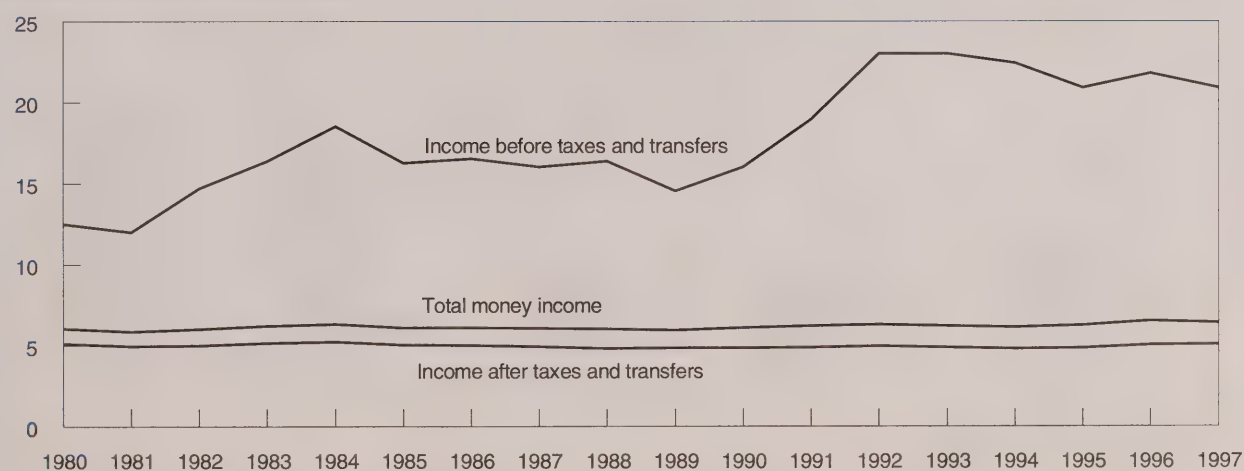 25
20
15
10
5
0
Income before taxes and transfers
Total money income
Income after taxes and transfers
1980 1981 1982 1983 1984 1985 1986 1987 1988 1989 1990 1991 1992 1993 1994 1995 1996 1997